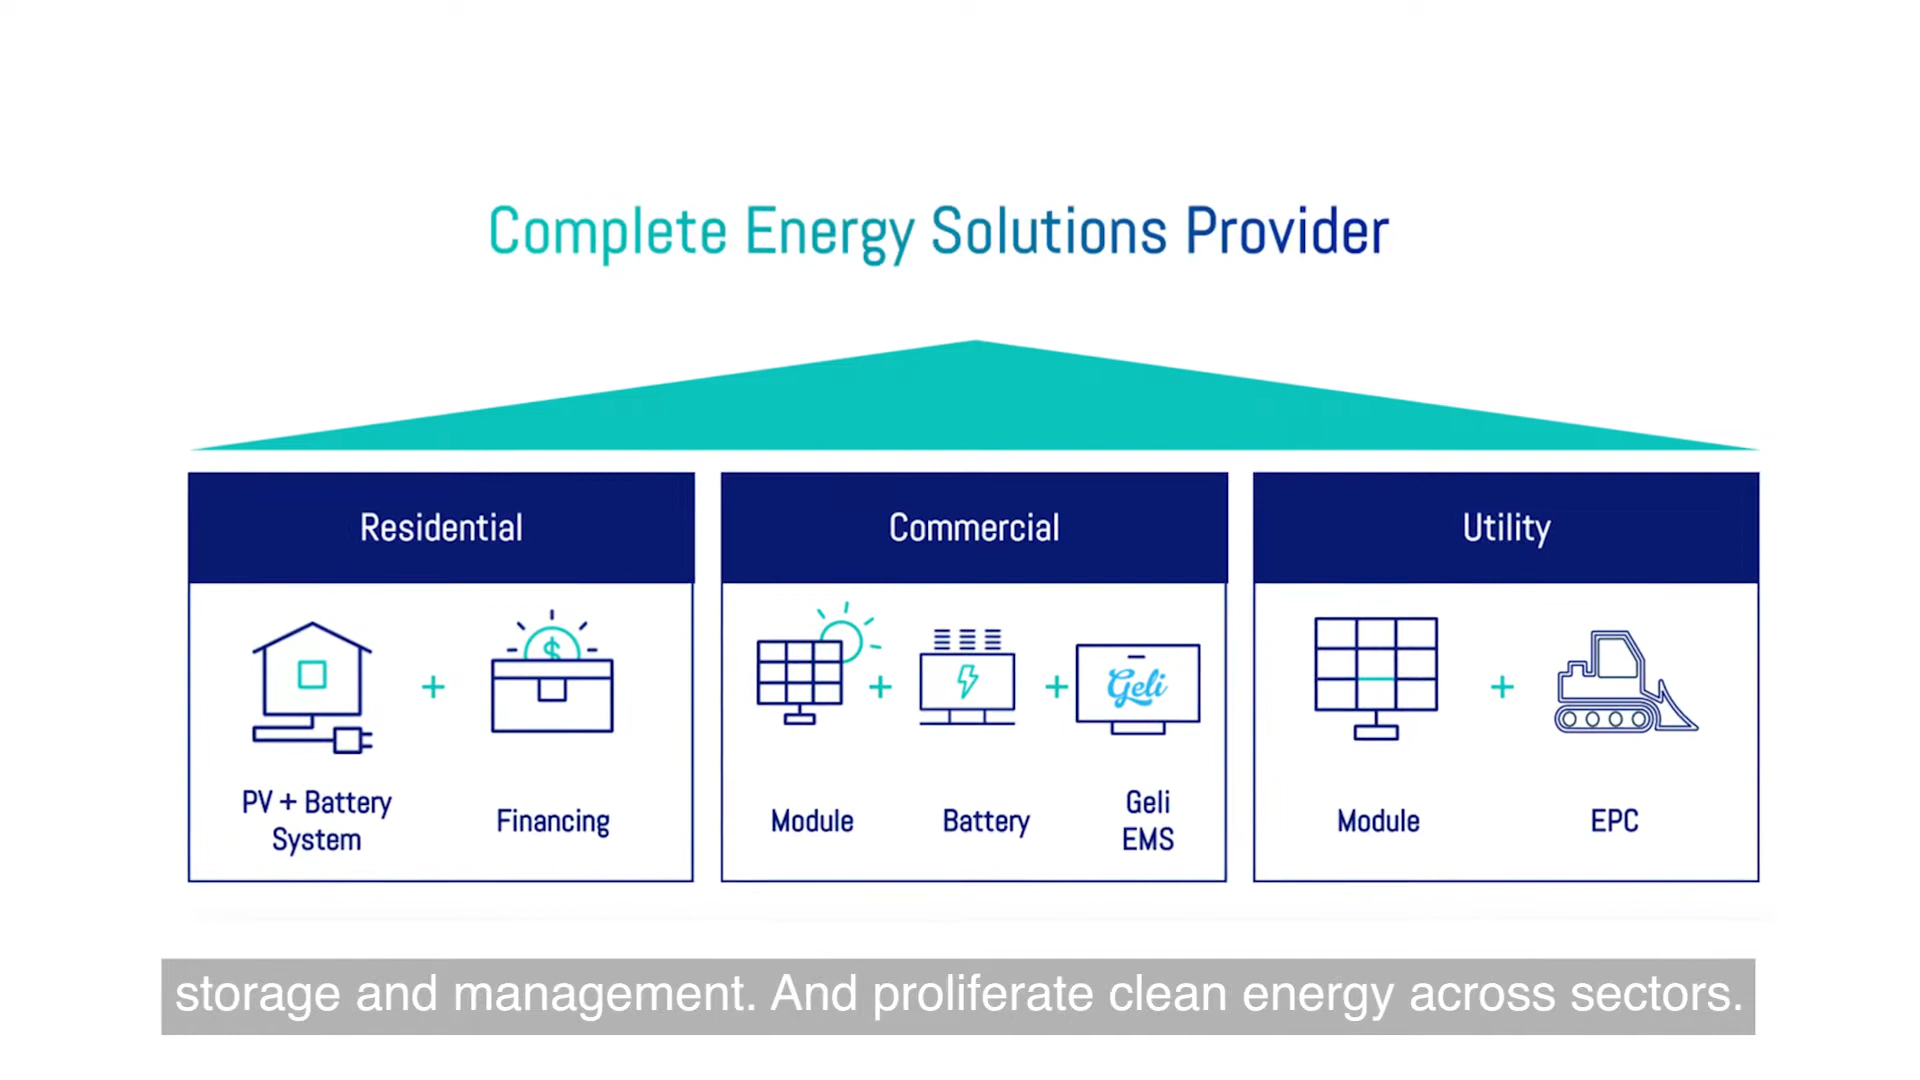 Complete Energy Solutions Provider
Residential
Commercial
Utility
$
+
+
+
Geli
+
PV + Battery
System
Financing
Module
Battery
Geli
EMS
Module
EPC
storage and management. And proliferate clean energy across sectors.